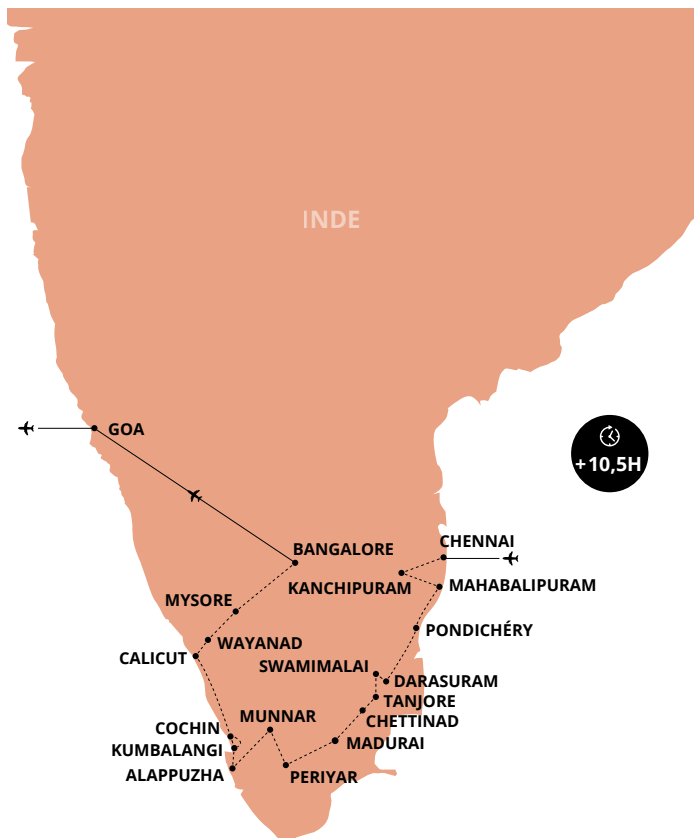 INDE
GOA
+10,5H
CHENNAI
BANGALORE
KANCHIPURAM
MAHABALIPURAM
MYSORE
PONDICHÉRY
WAYANAD
CALICUT
SWAMIMALAI
DARASURAM
TANJORE
MUNNAR
CHETTINAD
COCHIN
MADURAI
KUMBALANGI
ALAPPUZHA
PERIYAR